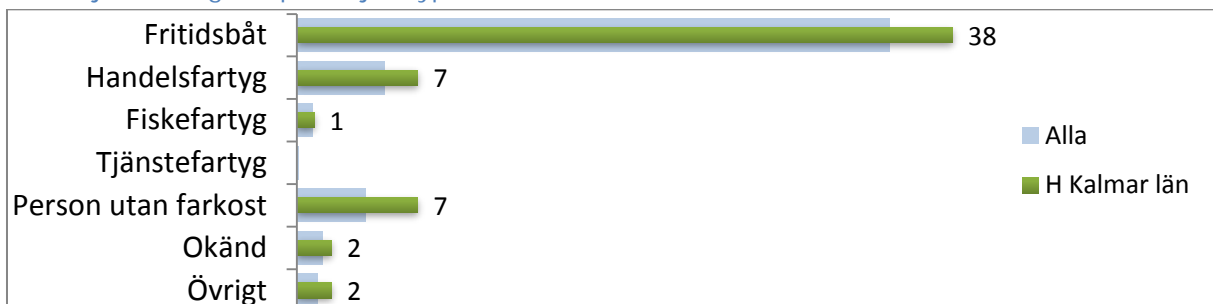 Fritidsbåt 38
Handelsfartyg 7
Fiskefartyg 1
Tjänstefartyg
Person utan farkost 7
Okänd 2
Övrigt 2
Alla
H Kalmar län